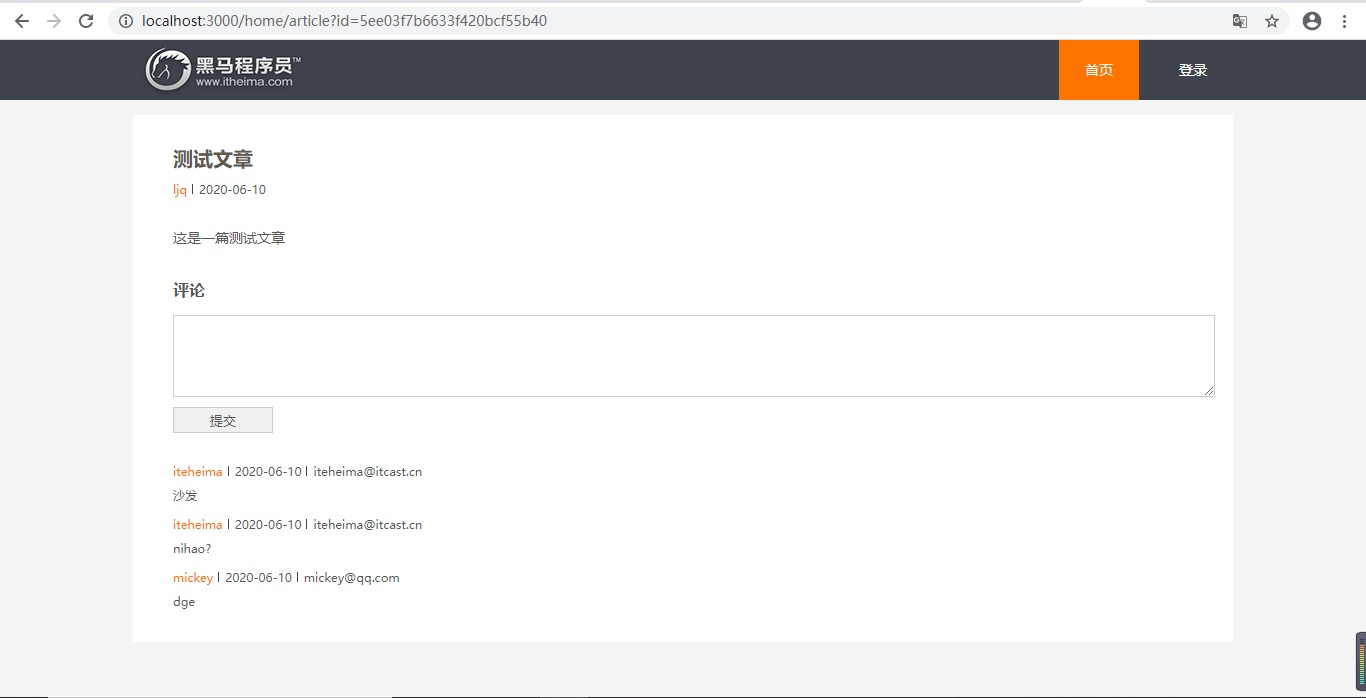 localhost:3000/home/article?id=5ee03f7b6633f420bcf55b40
黑马程序员™
www.itheima.com
首页
登录
测试文章
ljq | 2020-06-10
这是一篇测试文章
评论
提交
iteheima | 2020-06-10 | iteheima@itcast.cn
沙发
iteheima | 2020-06-10 | iteheima@itcast.cn
nihao?
mickey | 2020-06-10 | mickey@qq.com
dge